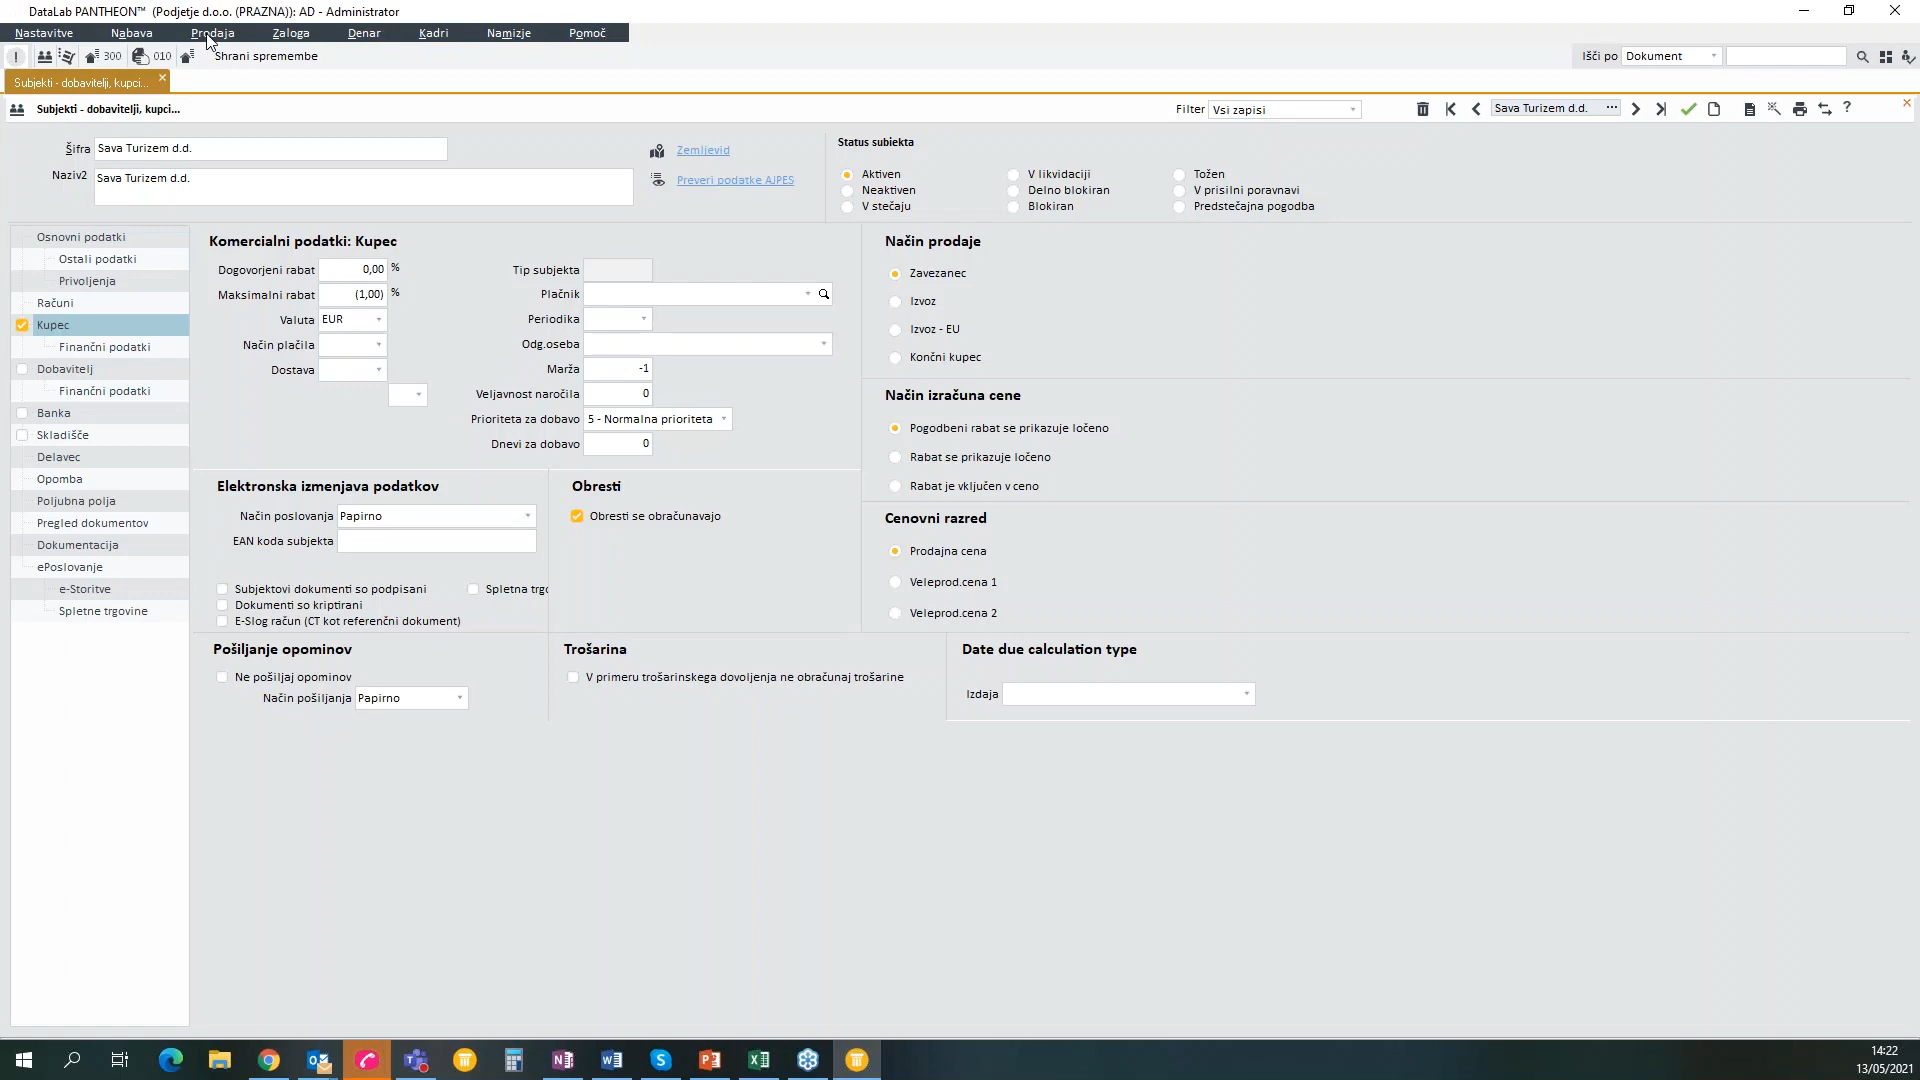 DataLab PANTHEON™ (Podjetje d.o.o. (PRAZNA)): AD - Administrator
Nastavitve Nabava Prodaja Zaloga Denar Kadri Namizje Pomoč
300 010 Shrani spremembe Išči po Dokument
Subjekti - dobavitelji, kupci...
Subjekti - dobavitelji, kupci... Filter Vsi zapisi Sava Turizem d.d. ... ?
Šifra Sava Turizem d.d.
Naziv2 Sava Turizem d.d.
Zemljevid
Preveri podatke AJPES
Status subjekta
Aktiven V likvidaciji Tožen
Neaktiven Delno blokiran V prisilni poravnavi
V stečaju Blokiran Predstečajna pogodba
Osnovni podatki
Ostali podatki
Privoljenja
Računi
Kupec
Finančni podatki
Dobavitelj
Finančni podatki
Banka
Skladišče
Delavec
Opomba
Poljubna polja
Pregled dokumentov
Dokumentacija
ePoslovanje
e-Storitve
Spletne trgovine
Komercialni podatki: Kupec
Dogovorjeni rabat 0,00 %
Maksimalni rabat (1,00) %
Valuta EUR
Način plačila
Dostava
Tip subjekta
Plačnik
Periodika
Odg.oseba
Marža -1
Veljavnost naročila 0
Prioriteta za dobavo 5 - Normalna prioriteta
Dnevi za dobavo 0
Način prodaje
Zavezanec
Izvoz
Izvoz - EU
Končni kupec
Način izračuna cene
Pogodbeni rabat se prikazuje ločeno
Rabat se prikazuje ločeno
Rabat je vključen v ceno
Elektronska izmenjava podatkov
Način poslovanja Papirno
EAN koda subjekta
Subjektovi dokumenti so podpisani Spletna trgo
Dokumenti so kriptirani
E-Slog račun (CT kot referenčni dokument)
Obresti
Obresti se obračunavajo
Cenovni razred
Prodajna cena
Veleprod.cena 1
Veleprod.cena 2
Pošiljanje opominov
Ne pošiljaj opominov
Način pošiljanja Papirno
Trošarina
V primeru trošarinskega dovoljenja ne obračunaj trošarine
Date due calculation type
Izdaja
14:22
13/05/2021